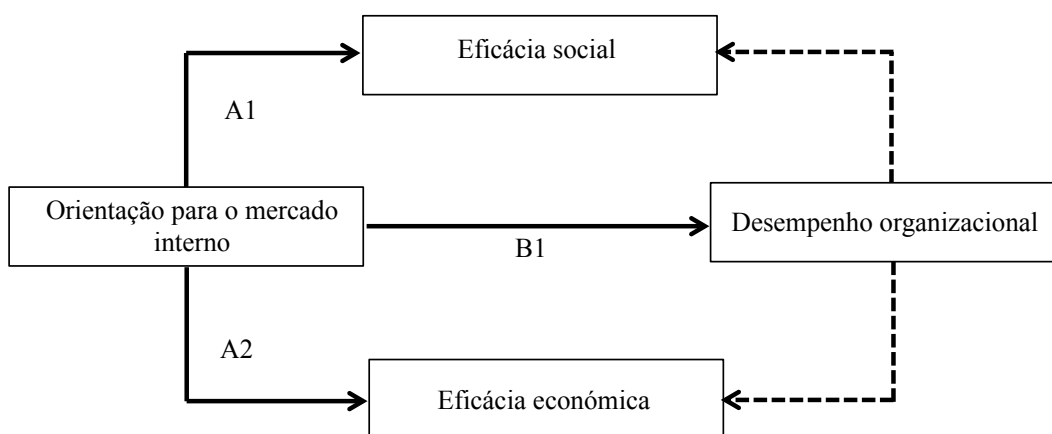 Eficácia social
A1
Orientação para o mercado
interno
B1
Desempenho organizacional
A2
Eficácia económica